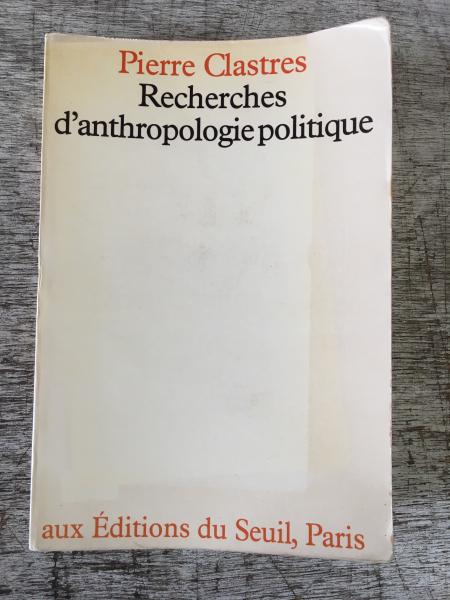 Pierre Clastres
Recherches
d'anthropologie politique
aux Éditions du Seuil, Paris